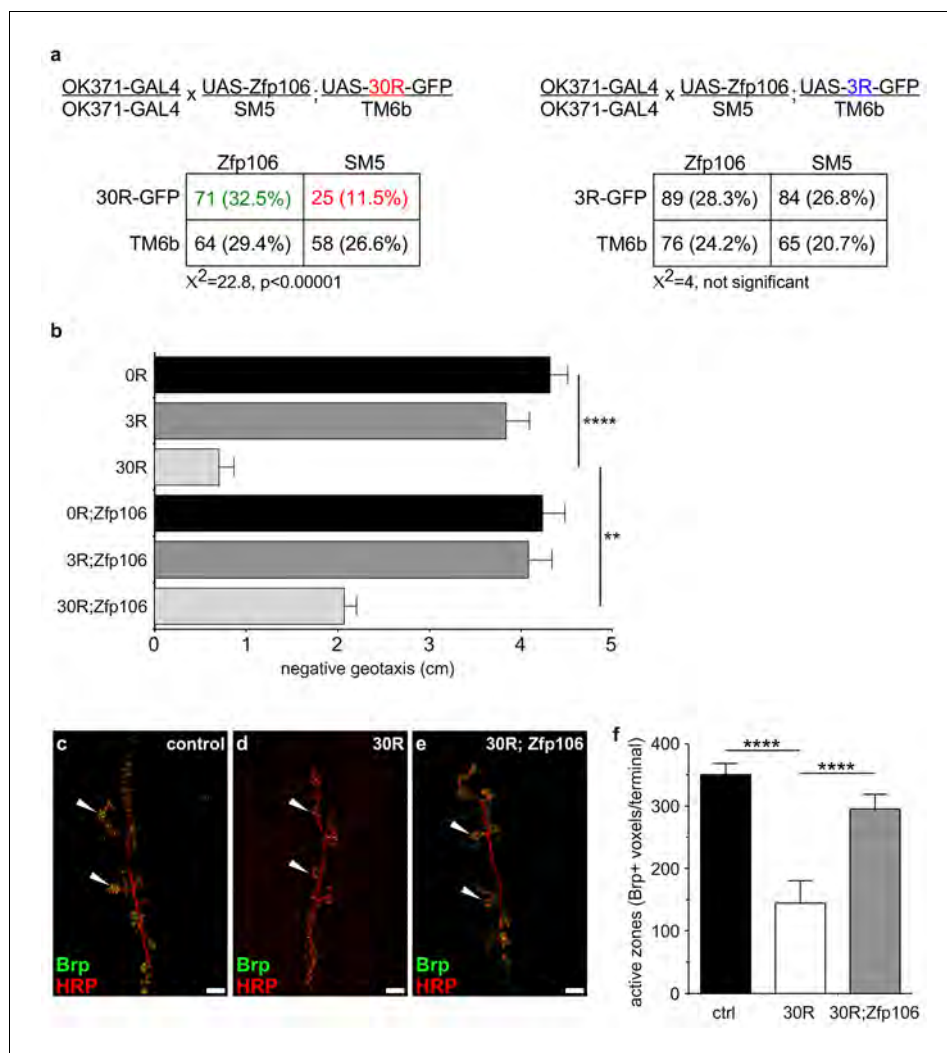 a
OK371-GAL4 x UAS-Zfp106 ; UAS-30R-GFP
OK371-GAL4 SM5 TM6b
Zfp106 SM5
30R-GFP 71 (32.5%) 25 (11.5%)
TM6b 64 (29.4%) 58 (26.6%)
X²=22.8, p<0.00001
OK371-GAL4 x UAS-Zfp106 ; UAS-3R-GFP
OK371-GAL4 SM5 TM6b
Zfp106 SM5
3R-GFP 89 (28.3%) 84 (26.8%)
TM6b 76 (24.2%) 65 (20.7%)
X²=4, not significant
b
0R
3R
30R
0R;Zfp106
3R;Zfp106
30R;Zfp106
****
**
0 1 2 3 4 5
negative geotaxis (cm)
c control
Brp
HRP
d 30R
Brp
HRP
e 30R; Zfp106
Brp
HRP
f
active zones (Brp+ voxels/terminal)
400
300
200
100
0
**** ****
ctrl 30R 30R;Zfp106